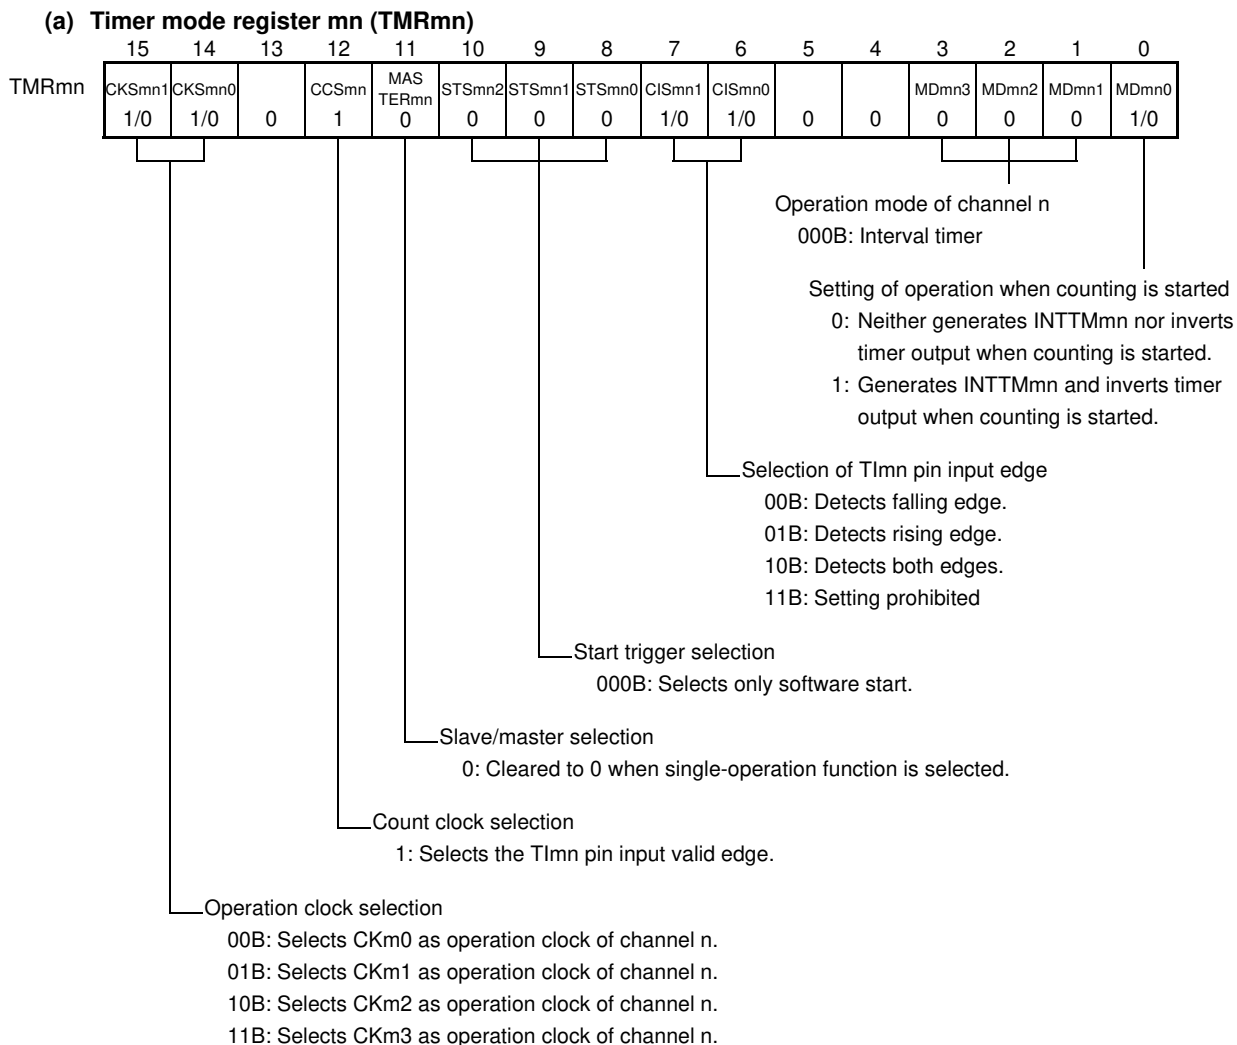 (a) Timer mode register mn (TMRmn)
15 14 13 12 11 10 9 8 7 6 5 4 3 2 1 0
TMRmn CKSmn1 CKSmn0 CCSmn MAS TERmn STSmn2 STSmn1 STSmn0 CISmn1 CISmn0 MDmn3 MDmn2 MDmn1 MDmn0
1/0 1/0 0 1 0 0 0 0 1/0 1/0 0 0 0 0 0 1/0
Operation mode of channel n
000B: Interval timer
Setting of operation when counting is started
0: Neither generates INTTMmn nor inverts
timer output when counting is started.
1: Generates INTTMmn and inverts timer
output when counting is started.
Selection of TImn pin input edge
00B: Detects falling edge.
01B: Detects rising edge.
10B: Detects both edges.
11B: Setting prohibited
Start trigger selection
000B: Selects only software start.
Slave/master selection
0: Cleared to 0 when single-operation function is selected.
Count clock selection
1: Selects the TImn pin input valid edge.
Operation clock selection
00B: Selects CKm0 as operation clock of channel n.
01B: Selects CKm1 as operation clock of channel n.
10B: Selects CKm2 as operation clock of channel n.
11B: Selects CKm3 as operation clock of channel n.